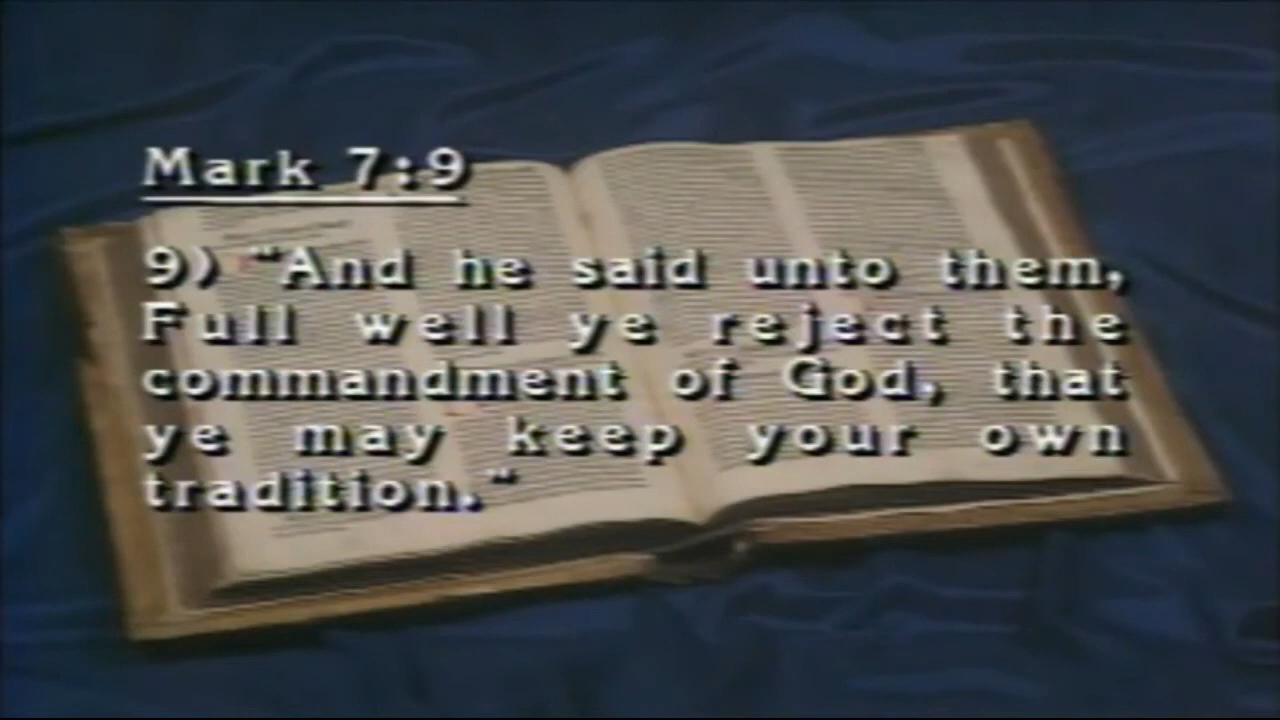 Mark 7:9
9) "And he said unto them,
Full well ye reject the
commandment of God, that
ye may keep your own
tradition."